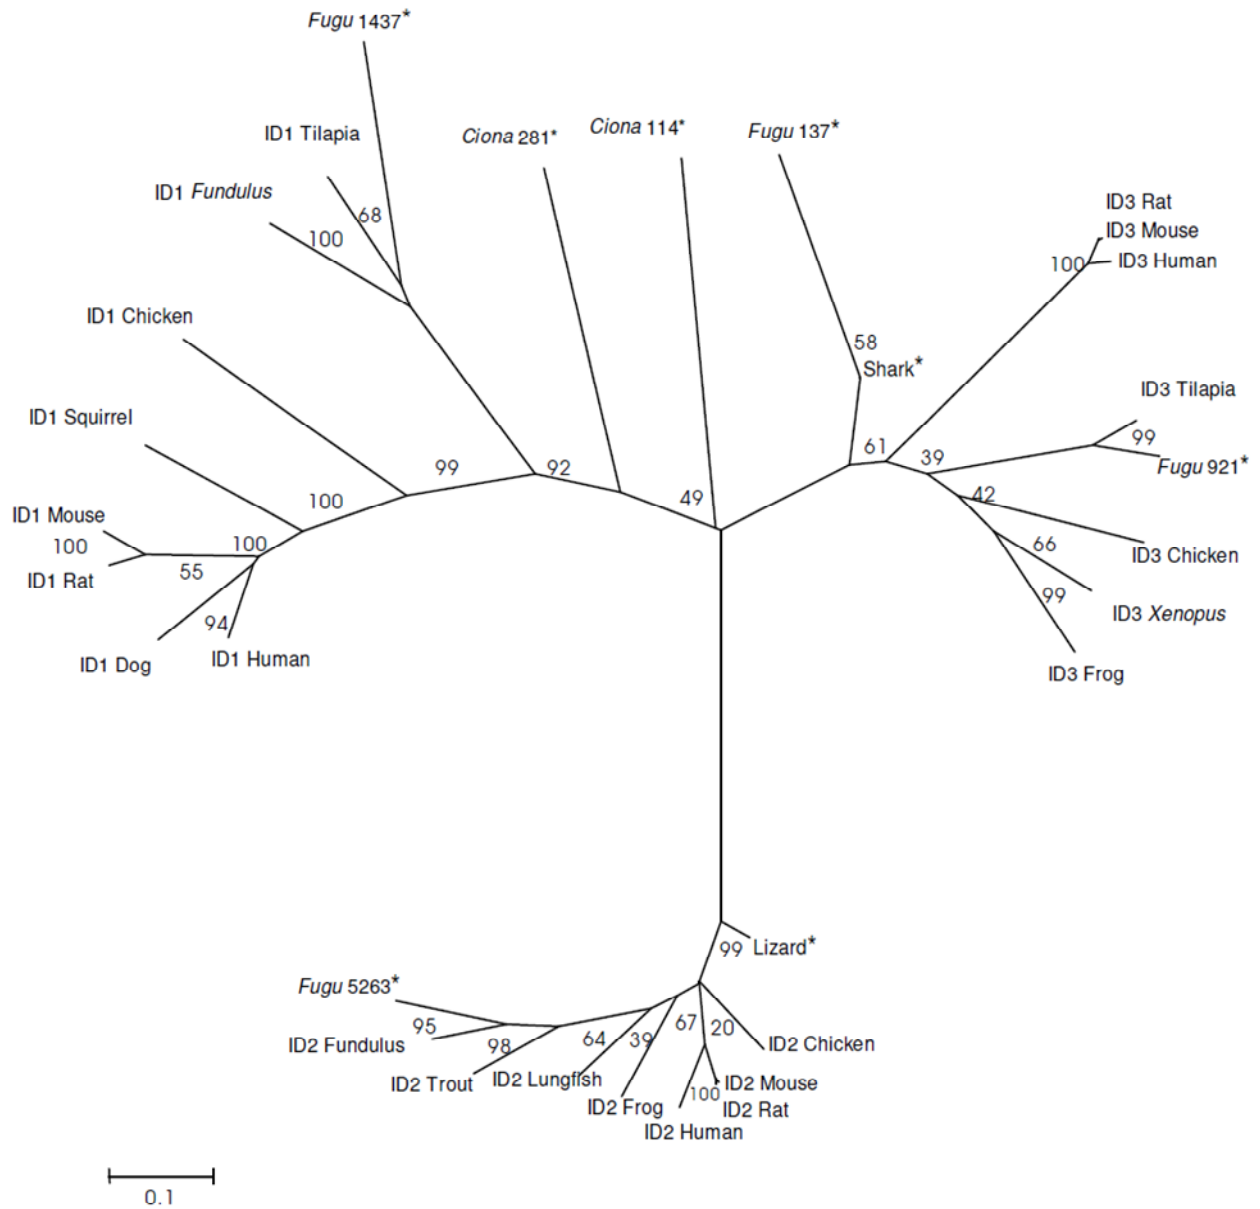 Fugu 1437*
ID1 Tilapia
Ciona 281*
Ciona 114*
Fugu 137*
ID1 Fundulus
68
100
ID3 Rat
ID3 Mouse
100
ID3 Human
ID1 Chicken
58
Shark*
ID3 Tilapia
ID1 Squirrel
99
Fugu 921*
61
39
99
92
49
42
100
ID1 Mouse
100
100
66
ID3 Chicken
ID1 Rat
55
99
ID3 Xenopus
94
ID1 Dog
ID1 Human
ID3 Frog
99
Lizard*
Fugu 5263*
95
67
20
ID2 Fundulus
98
64
39
ID2 Chicken
ID2 Trout
ID2 Lungfish
100
ID2 Mouse
ID2 Frog
ID2 Rat
ID2 Human
0.1